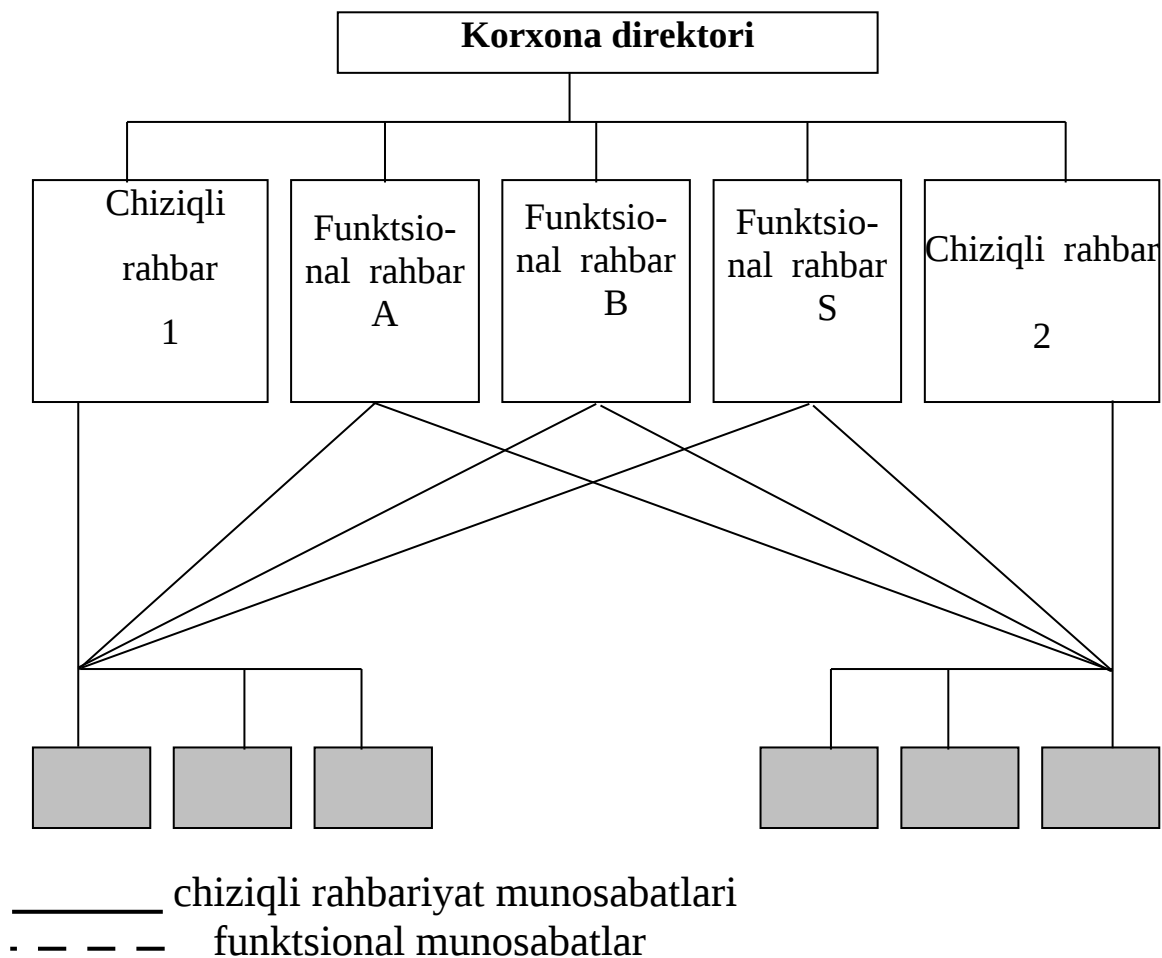 Korxona direktori
Chiziqli
rahbar
1
Funktsio-
nal rahbar
A
Funktsio-
nal rahbar
B
Funktsio-
nal rahbar
S
Chiziqli rahbar
2
chiziqli rahbariyat munosabatlari
funktsional munosabatlar